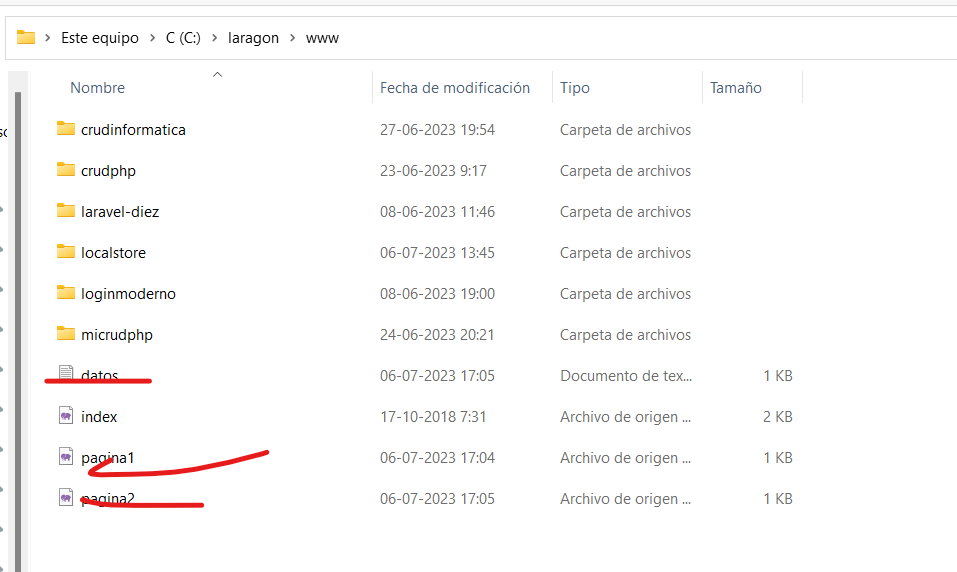 Este equipo > C (C:) > laragon > www
Nombre Fecha de modificación Tipo Tamaño
crudinformatica 27-06-2023 19:54 Carpeta de archivos
crudphp 23-06-2023 9:17 Carpeta de archivos
laravel-diez 08-06-2023 11:46 Carpeta de archivos
localstore 06-07-2023 13:45 Carpeta de archivos
loginmoderno 08-06-2023 19:00 Carpeta de archivos
micrudphp 24-06-2023 20:21 Carpeta de archivos
datos 06-07-2023 17:05 Documento de tex... 1 KB
index 17-10-2018 7:31 Archivo de origen ... 2 KB
pagina1 06-07-2023 17:04 Archivo de origen ... 1 KB
pagina2 06-07-2023 17:05 Archivo de origen ... 1 KB